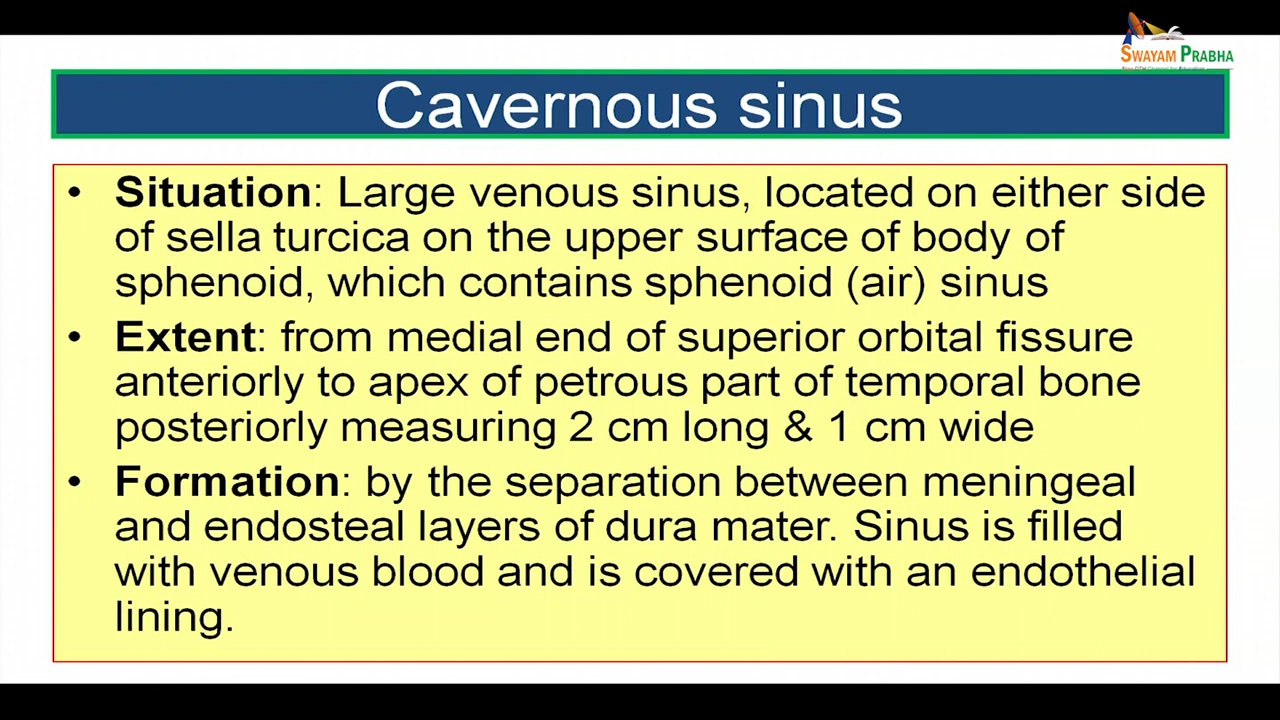 SWAYAM PRABHA
Cavernous sinus
• Situation: Large venous sinus, located on either side
of sella turcica on the upper surface of body of
sphenoid, which contains sphenoid (air) sinus
• Extent: from medial end of superior orbital fissure
anteriorly to apex of petrous part of temporal bone
posteriorly measuring 2 cm long & 1 cm wide
• Formation: by the separation between meningeal
and endosteal layers of dura mater. Sinus is filled
with venous blood and is covered with an endothelial
lining.